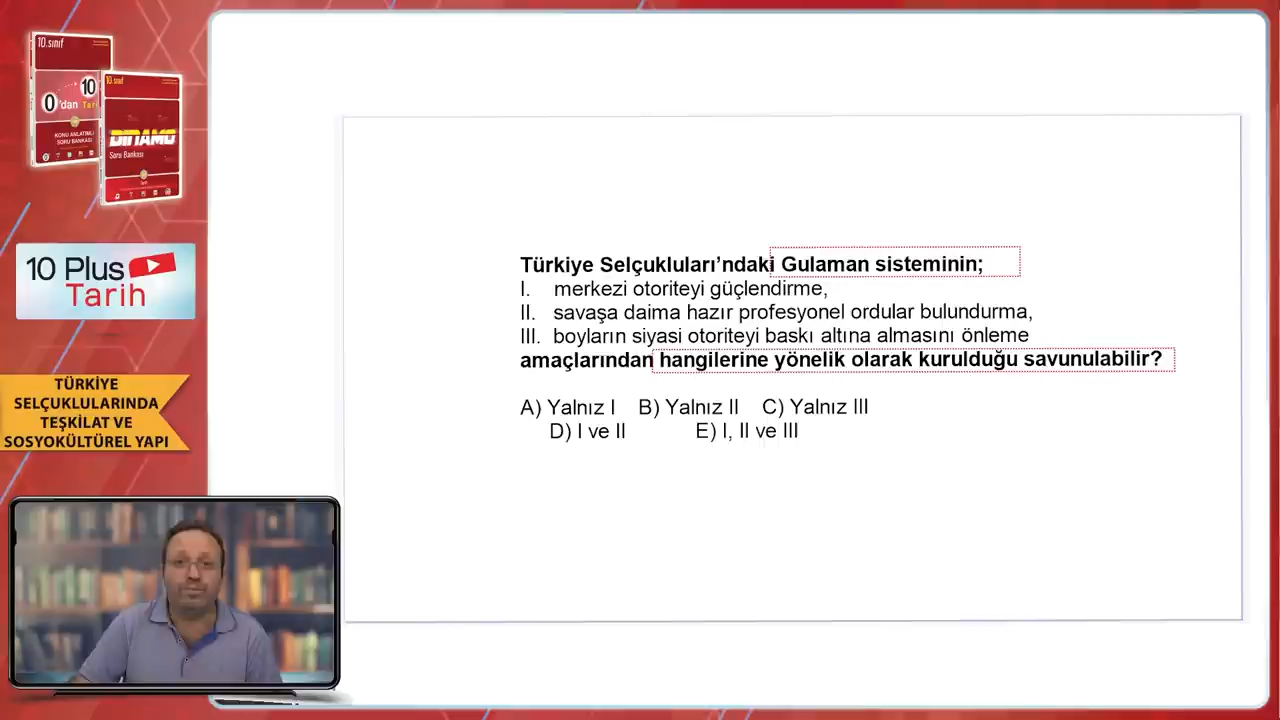 10.sınıf
0'dan 10
Tarih
KONU ANLATIMLI
SORU BANKASI
10.sınıf
DİNAMO
Soru Bankası
10 Plus
Tarih
TÜRKİYE
SELÇUKLULARINDA
TEŞKİLAT VE
SOSYOKÜLTÜREL YAPI
Türkiye Selçukluları’ndaki Gulaman sisteminin;
I. merkezi otoriteyi güçlendirme,
II. savaşa daima hazır profesyonel ordular bulundurma,
III. boyların siyasi otoriteyi baskı altına almasını önleme
amaçlarından hangilerine yönelik olarak kurulduğu savunulabilir?
A) Yalnız I B) Yalnız II C) Yalnız III
D) I ve II E) I, II ve III